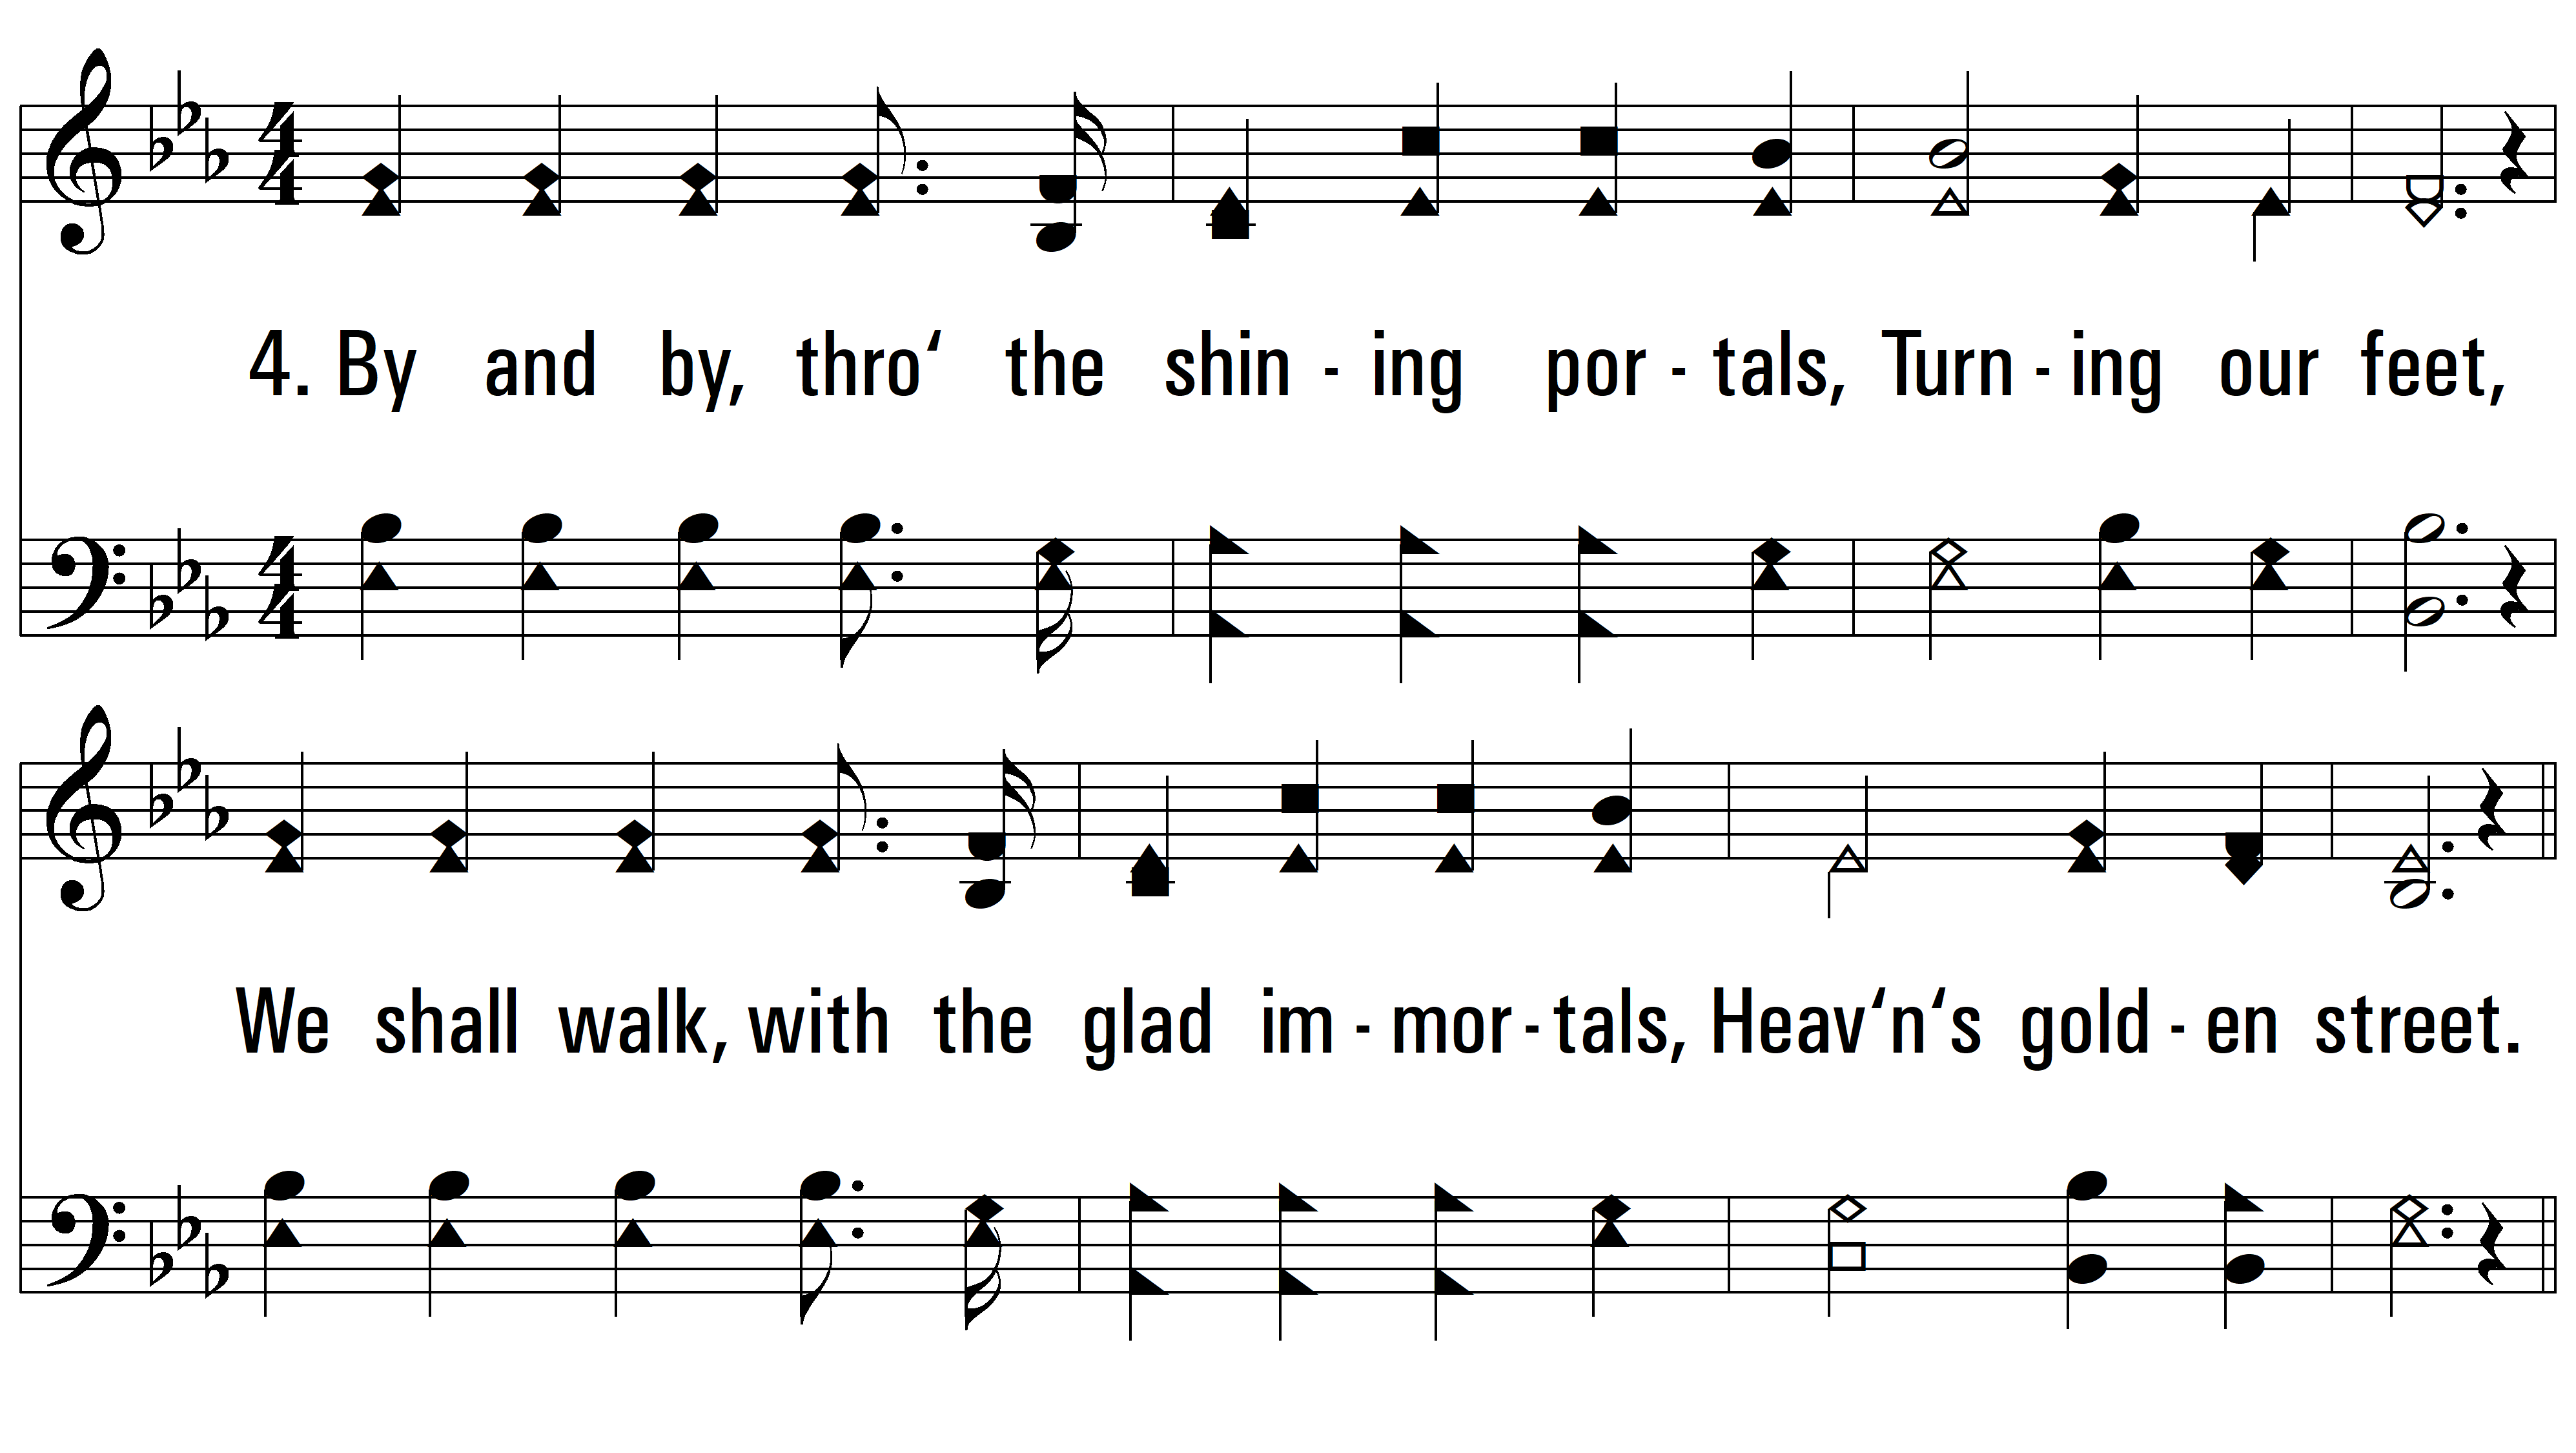 4. By and by, thro‘ the shin - ing por - tals, Turn - ing our feet,
We shall walk, with the glad im - mor - tals, Heav‘n‘s gold - en street.